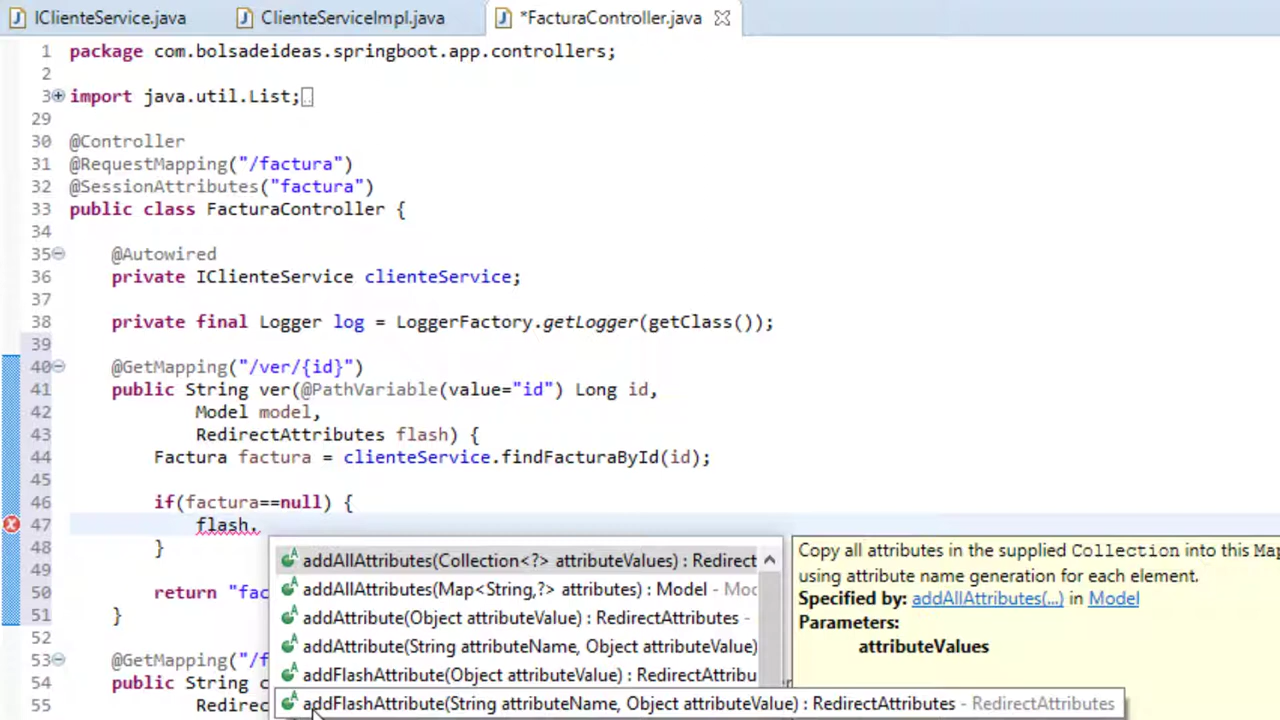 IClienteService.java ClienteServiceImpl.java *FacturaController.java
1 package com.bolsadeideas.springboot.app.controllers;
2
3 import java.util.List;
29
30 @Controller
31 @RequestMapping("/factura")
32 @SessionAttributes("factura")
33 public class FacturaController {
34
35 @Autowired
36 private IClienteService clienteService;
37
38 private final Logger log = LoggerFactory.getLogger(getClass());
39
40 @GetMapping("/ver/{id}")
41 public String ver(@PathVariable(value="id") Long id,
42 Model model,
43 RedirectAttributes flash) {
44 Factura factura = clienteService.findFacturaById(id);
45
46 if(factura==null) {
47 flash.
48 }
49
50 return "fac
51 }
52
53 @GetMapping("/f
54 public String c
55 Redirec
addAllAttributes(Collection<?> attributeValues) : Redirect
addAllAttributes(Map<String,?> attributes) : Model - Moc
addAttribute(Object attributeValue) : RedirectAttributes -
addAttribute(String attributeName, Object attributeValue)
addFlashAttribute(Object attributeValue) : RedirectAttribu
addFlashAttribute(String attributeName, Object attributeValue) : RedirectAttributes - RedirectAttributes
Copy all attributes in the supplied Collection into this Ma
using attribute name generation for each element.
Specified by: addAllAttributes(...) in Model
Parameters:
attributeValues